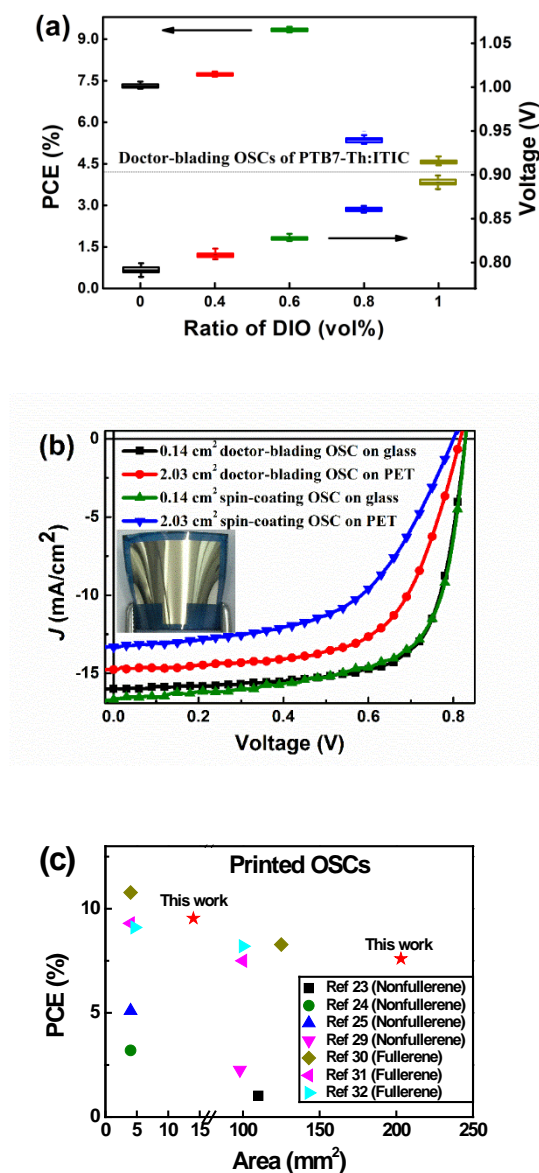 (a)
9.0
7.5
6.0
4.5
3.0
1.5
0.0
PCE (%)
1.05
1.00
0.95
0.90
0.85
0.80
Voltage (V)
Doctor-blading OSCs of PTB7-Th:ITIC
0 0.4 0.6 0.8 1
Ratio of DIO (vol%)
(b)
0
-5
-10
-15
J (mA/cm2)
0.14 cm2 doctor-blading OSC on glass
2.03 cm2 doctor-blading OSC on PET
0.14 cm2 spin-coating OSC on glass
2.03 cm2 spin-coating OSC on PET
0.0 0.2 0.4 0.6 0.8
Voltage (V)
(c)
Printed OSCs
10
5
0
PCE (%)
This work
This work
Ref 23 (Nonfullerene)
Ref 24 (Nonfullerene)
Ref 25 (Nonfullerene)
Ref 29 (Nonfullerene)
Ref 30 (Fullerene)
Ref 31 (Fullerene)
Ref 32 (Fullerene)
0 5 10 15 100 150 200 250
Area (mm2)